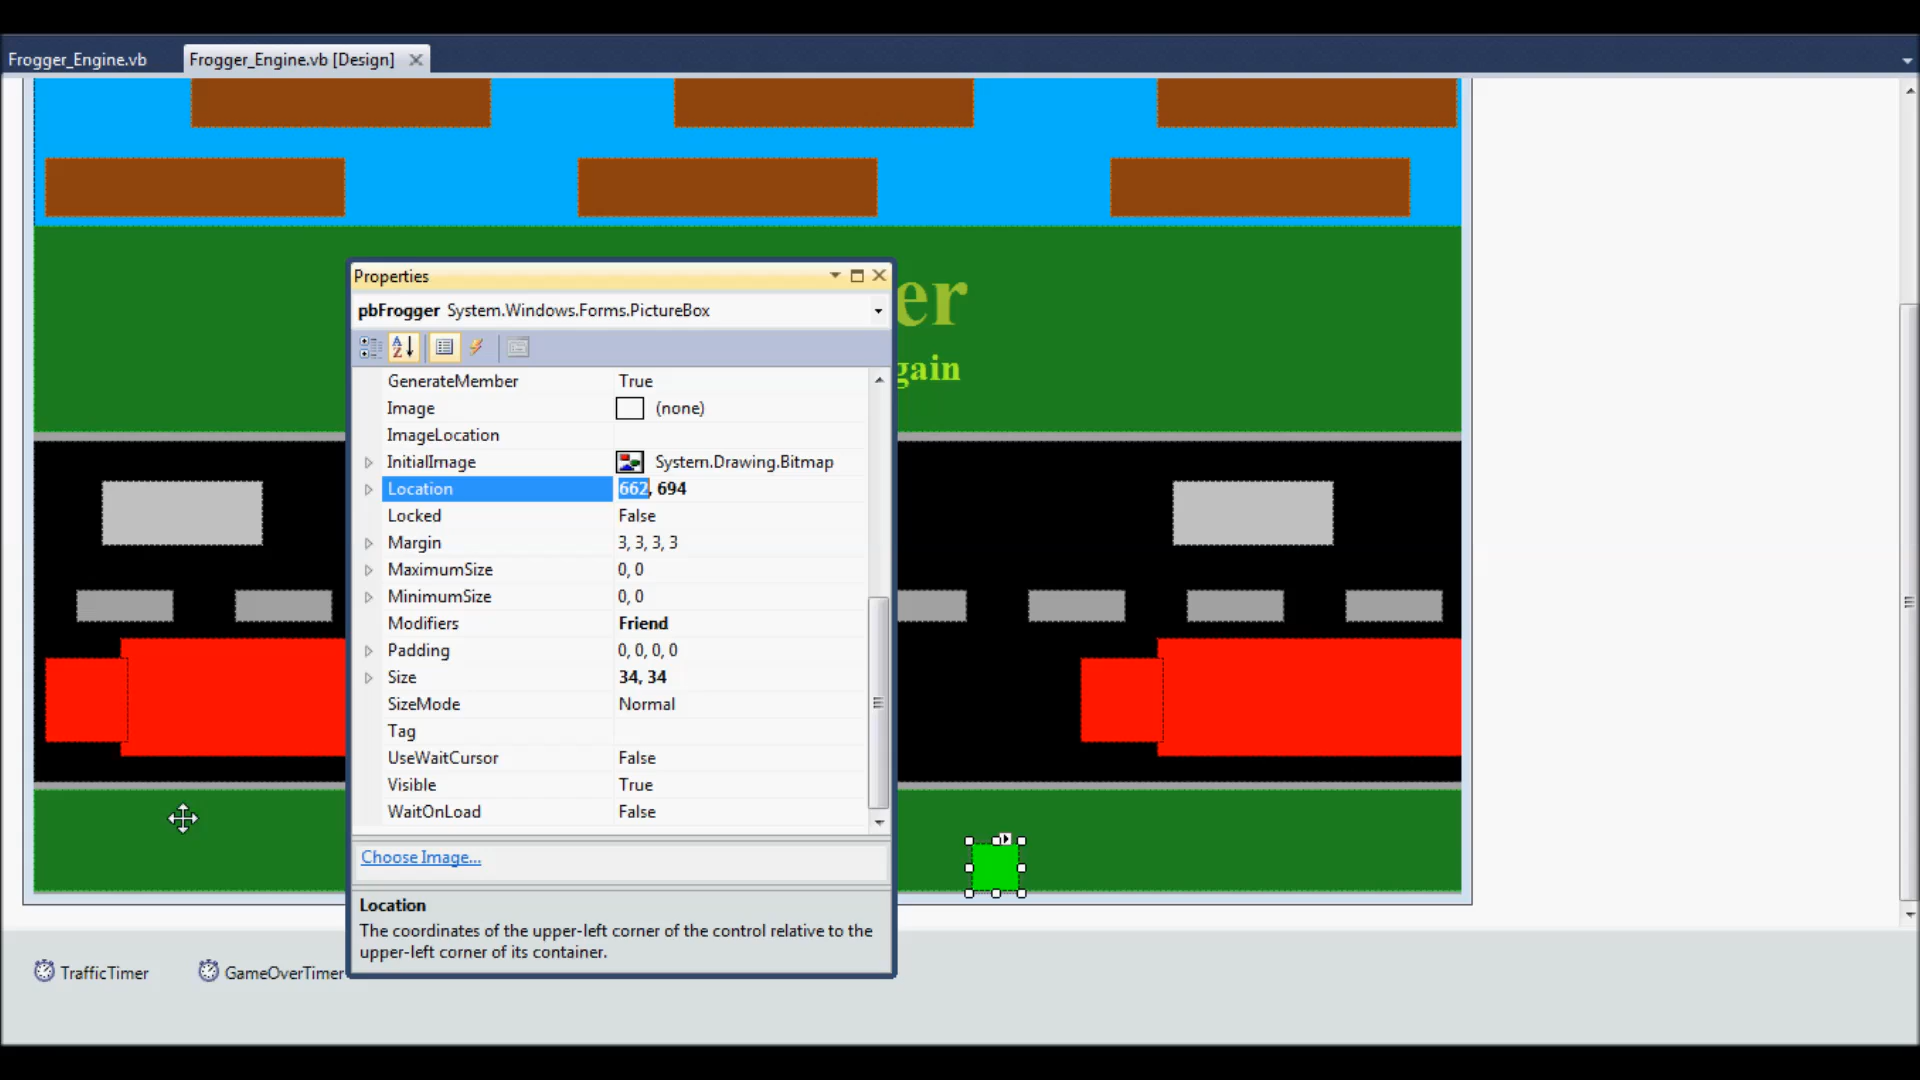 Frogger_Engine.vb
Frogger_Engine.vb [Design]
er
gain
Properties
pbFrogger System.Windows.Forms.PictureBox
GenerateMember True
Image (none)
ImageLocation
InitialImage System.Drawing.Bitmap
Location 662, 694
Locked False
Margin 3, 3, 3, 3
MaximumSize 0, 0
MinimumSize 0, 0
Modifiers Friend
Padding 0, 0, 0, 0
Size 34, 34
SizeMode Normal
Tag
UseWaitCursor False
Visible True
WaitOnLoad False
Choose Image...
Location
The coordinates of the upper-left corner of the control relative to the
upper-left corner of its container.
TrafficTimer
GameOverTimer